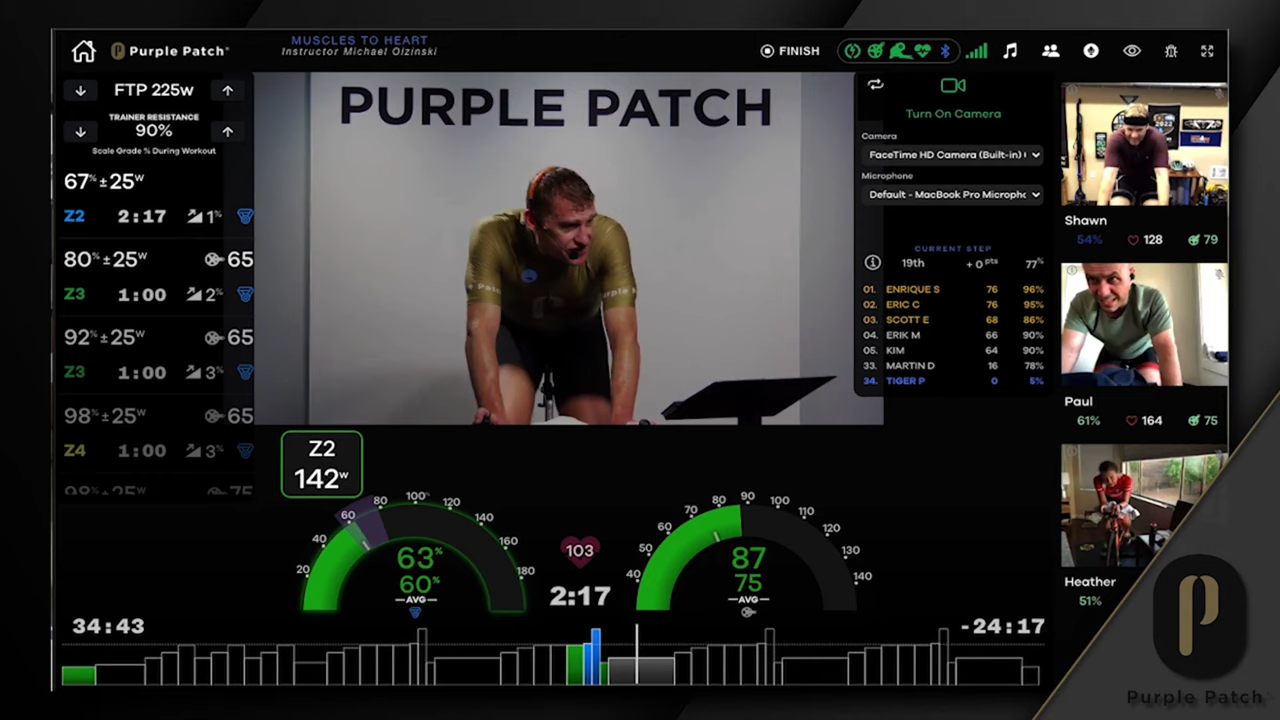 Purple Patch®
MUSCLES TO HEART
Instructor Michael Olzinski
FINISH
FTP 225w
TRAINER RESISTANCE
90%
Scale Grade % During Workout
67% ±25W
Z2 2:17 1%
80% ±25W 65
Z3 1:00 2%
92% ±25W 65
Z3 1:00 3%
98% ±25W 65
Z4 1:00 3%
98% ±25W 75
PURPLE PATCH
Turn On Camera
Camera
FaceTime HD Camera (Built-in)
Microphone
Default - MacBook Pro Microphc
CURRENT STEP
19th + 0 pts 77%
01. ENRIQUE S 76 96%
02. ERIC C 76 95%
03. SCOTT E 68 86%
04. ERIK M 66 90%
05. KIM 64 90%
33. MARTIN D 16 78%
34. TIGER P 0 5%
2022
Shawn
54% 128 79
Paul
61% 164 75
Heather
51%
Z2
142w
20 40 60 80 100% 120 140 160 180
63%
60%
AVG
103
2:17
40 50 60 70 80 90 100 110 120 130 140
87
75
AVG
34:43
-24:17
P
Purple Patch